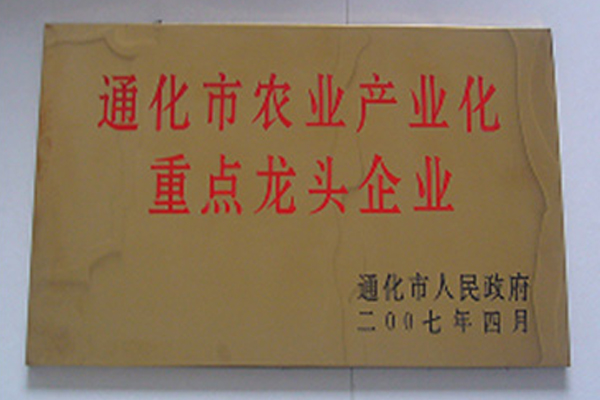 通化市农业产业化
重点龙头企业
通化市人民政府
二00七年四月